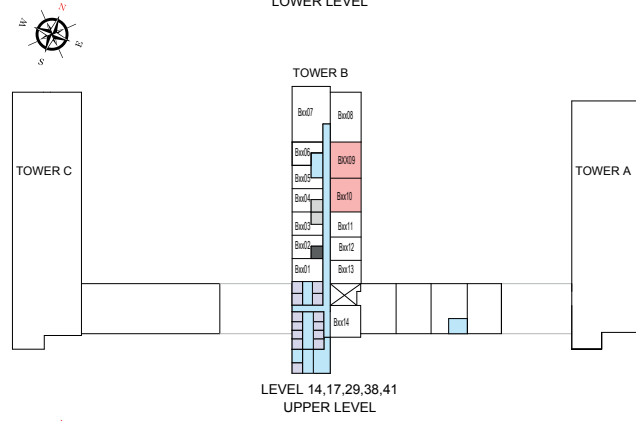 LOWER LEVEL
N
W
E
S
TOWER B
Bxx07
Bxx08
Bxx06
BXX09
TOWER C
Bxx05
TOWER A
Bxx04
Bxx10
Bxx03
Bxx11
Bxx02
Bxx12
Bxx01
Bxx13
Bxx14
LEVEL 14,17,29,38,41
UPPER LEVEL